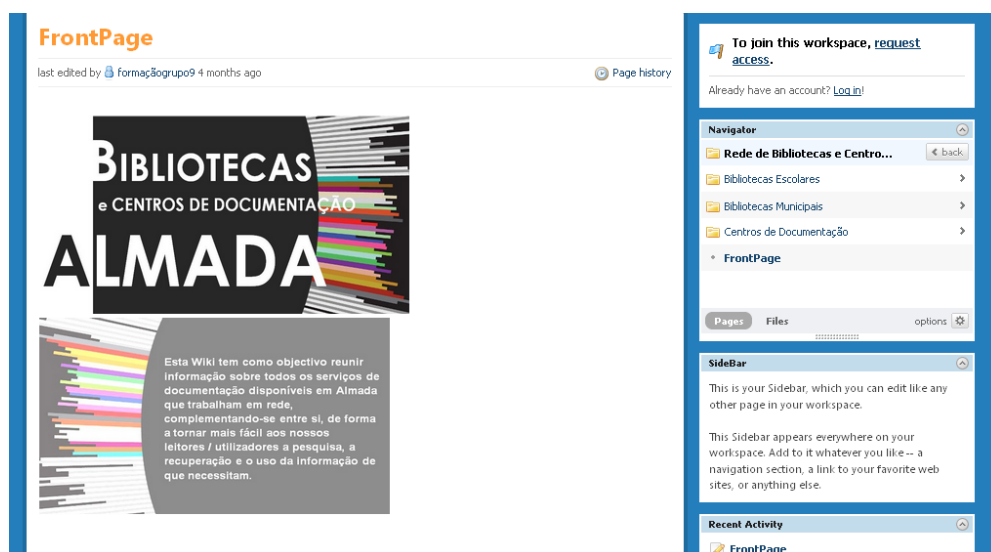 FrontPage
last edited by formaçãogrupo9 4 months ago
Page history
BIBLIOTECAS
e CENTROS DE DOCUMENTAÇÃO
ALMADA
Esta Wiki tem como objectivo reunir
informação sobre todos os serviços de
documentação disponíveis em Almada
que trabalham em rede,
complementando-se entre si, de forma
a tornar mais fácil aos nossos
leitores / utilizadores a pesquisa, a
recuperação e o uso da informação de
que necessitam.
To join this workspace, request
access.
Already have an account? Log in!
Navigator
Rede de Bibliotecas e Centro...
back
Bibliotecas Escolares
Bibliotecas Municipais
Centros de Documentação
FrontPage
Pages Files options
SideBar
This is your Sidebar, which you can edit like any
other page in your workspace.
This Sidebar appears everywhere on your
workspace. Add to it whatever you like -- a
navigation section, a link to your favorite web
sites, or anything else.
Recent Activity
FrontPage